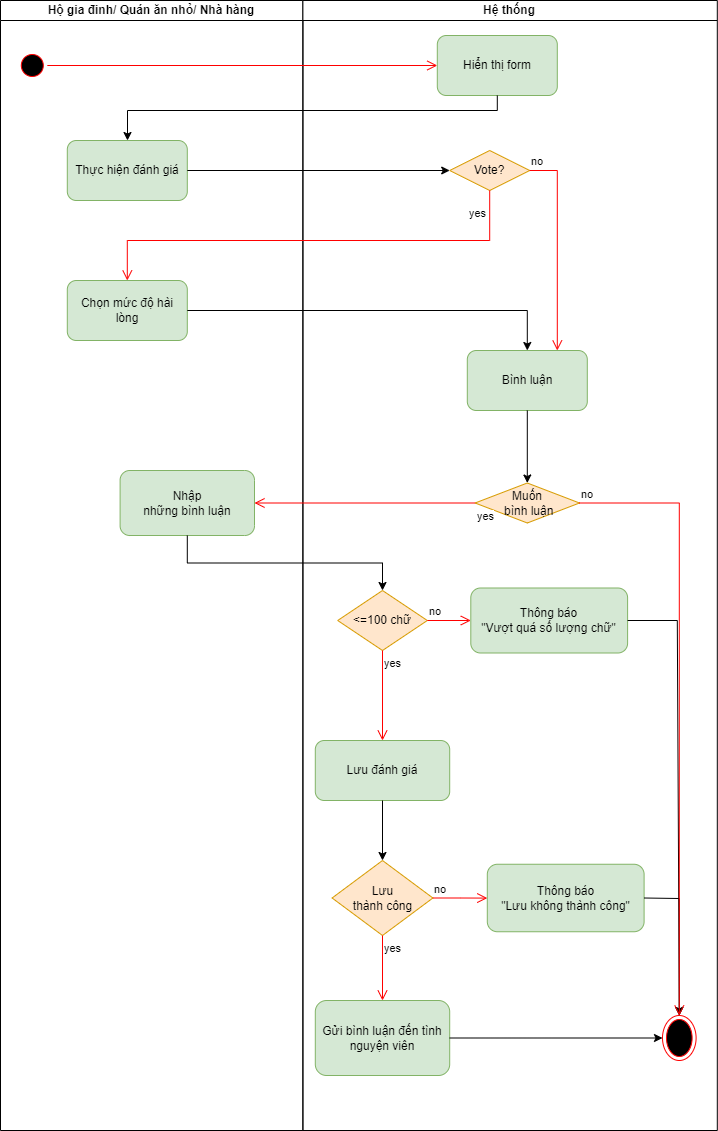 Hộ gia đình/ Quán ăn nhỏ/ Nhà hàng
Hệ thống
Hiển thị form
Thực hiện đánh giá
Vote?
no
yes
Chọn mức độ hải
lòng
Bình luận
Nhập
những bình luận
Muốn
bình luận
no
yes
<=100 chữ
no
Thông báo
"Vượt quá số lượng chữ"
yes
Lưu đánh giá
Lưu
thành công
no
Thông báo
"Lưu không thành công"
yes
Gửi bình luận đến tình
nguyện viên